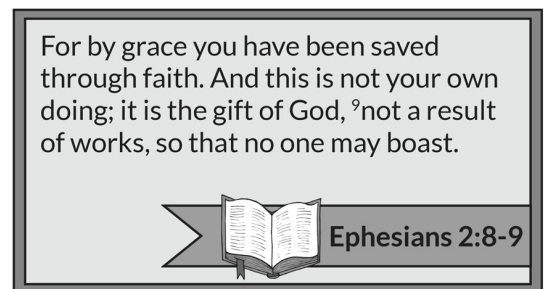 For by grace you have been saved
through faith. And this is not your own
doing; it is the gift of God, ⁹not a result
of works, so that no one may boast.
Ephesians 2:8-9